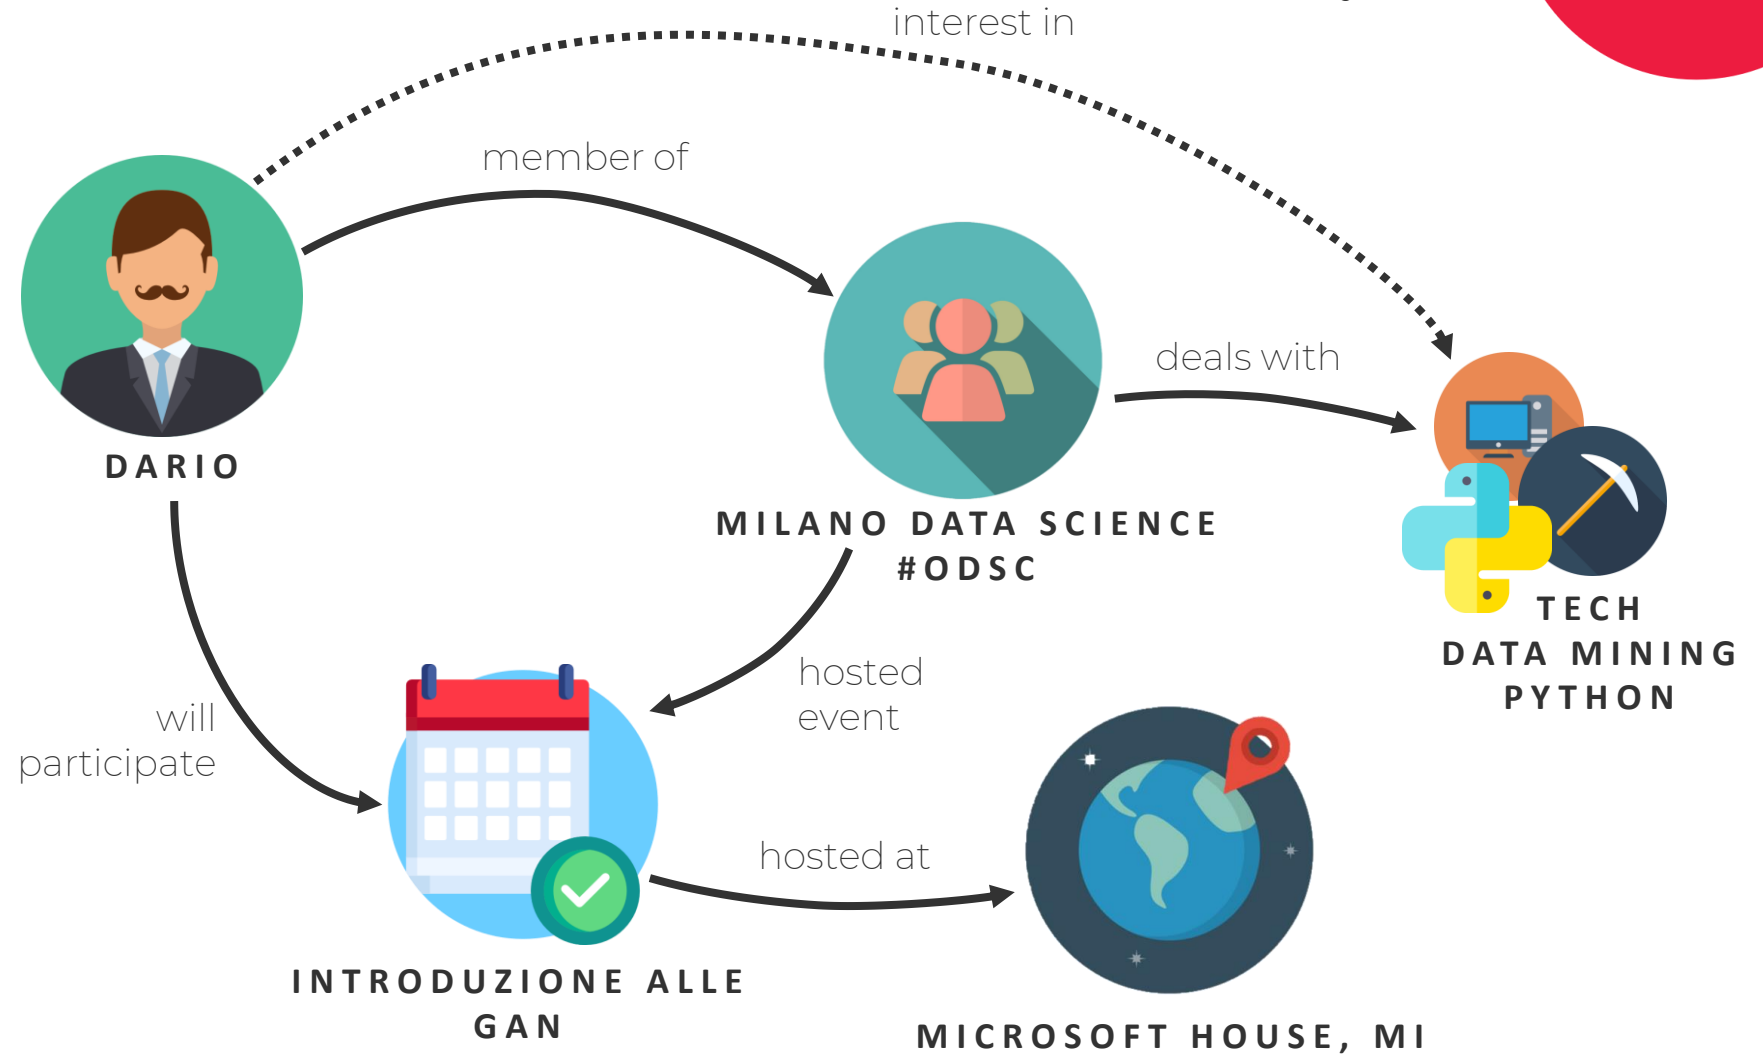 interest in
member of
deals with
DARIO
MILANO DATA SCIENCE
#ODSC
TECH
DATA MINING
PYTHON
hosted
event
will
participate
hosted at
INTRODUZIONE ALLE
GAN
MICROSOFT HOUSE, MI